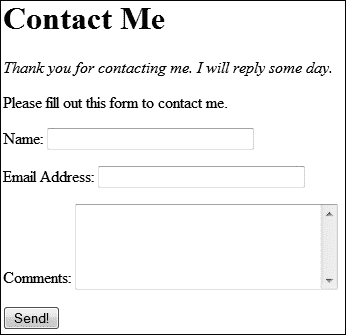 Contact Me
Thank you for contacting me. I will reply some day.
Please fill out this form to contact me.
Name:
Email Address:
Comments:
Send!